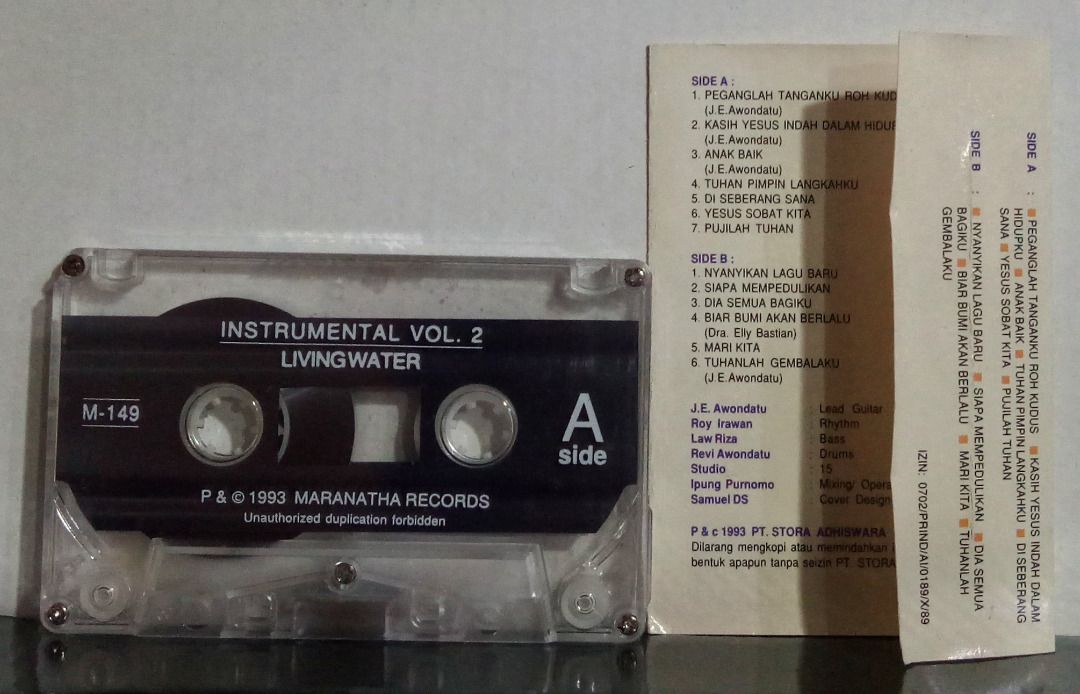 INSTRUMENTAL VOL. 2
LIVINGWATER
M-149
A
side
P & © 1993 MARANATHA RECORDS
Unauthorized duplication forbidden
SIDE A :
1. PEGANGLAH TANGANKU ROH KUD
(J.E.Awondatu)
2. KASIH YESUS INDAH DALAM HIDUP
(J.E.Awondatu)
3. ANAK BAIK
(J.E.Awondatu)
4. TUHAN PIMPIN LANGKAHKU
5. DI SEBERANG SANA
6. YESUS SOBAT KITA
7. PUJILAH TUHAN
SIDE B :
1. NYANYIKAN LAGU BARU
2. SIAPA MEMPEDULIKAN
3. DIA SEMUA BAGIKU
4. BIAR BUMI AKAN BERLALU
(Dra. Elly Bastian)
5. MARI KITA
6. TUHANLAH GEMBALAKU
(J.E.Awondatu)
J.E. Awondatu : Lead Guitar
Roy Irawan : Rhythm
Law Riza : Bass
Revi Awondatu : Drums
Studio : 15
Ipung Purnomo : Mixing/ Opera
Samuel DS : Cover Design
P & c 1993 PT. STORA ADHISWARA
Dilarang mengkopi atau memindahkan
bentuk apapun tanpa seizin PT. STORA
SIDE A : PEGANGLAH TANGANKU ROH KUDUS KASIH YESUS INDAH DALAM
HIDUPKU ANAK BAIK TUHAN PIMPIN LANGKAHKU DI SEBERANG
SANA YESUS SOBAT KITA PUJILAH TUHAN
SIDE B : NYANYIKAN LAGU BARU SIAPA MEMPEDULIKAN DIA SEMUA
BAGIKU BIAR BUMI AKAN BERLALU MARI KITA TUHANLAH
GEMBALAKU
IZIN: 0702/PRIND/AI/0189/X/89